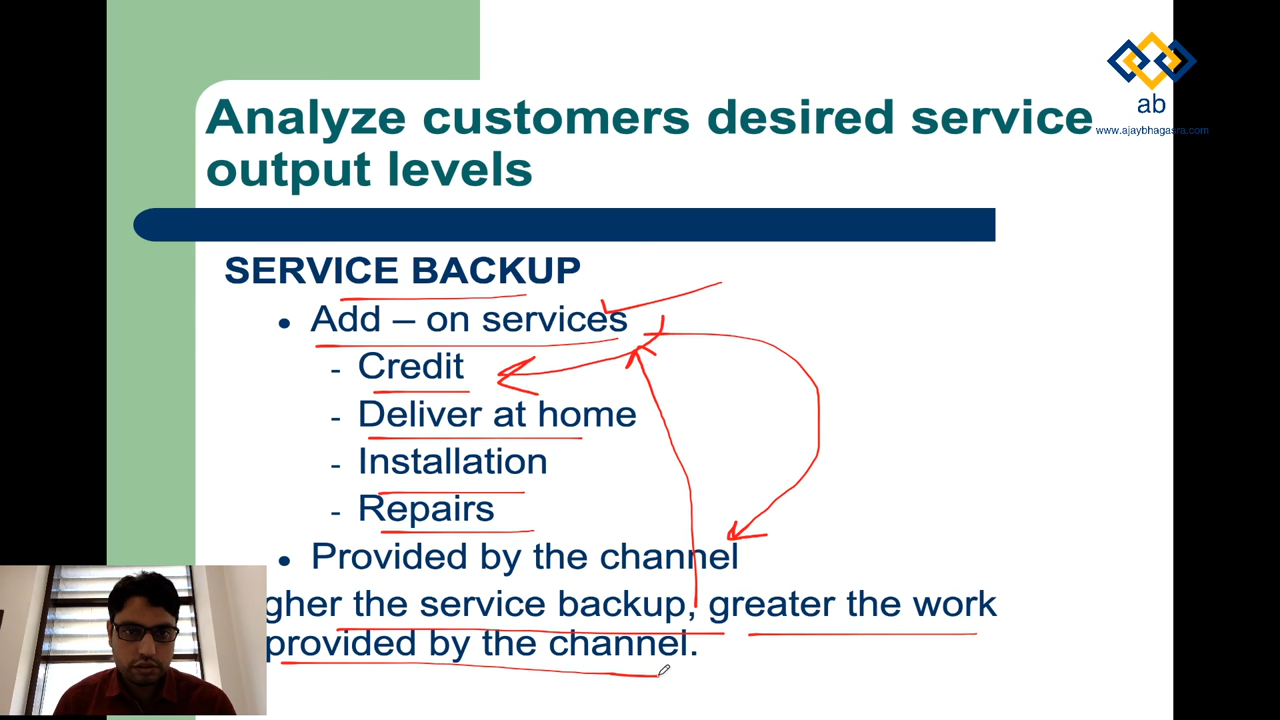 ab
www.ajaybhagasra.com
Analyze customers desired service
output levels
SERVICE BACKUP
• Add – on services
- Credit
- Deliver at home
- Installation
- Repairs
• Provided by the channel
gher the service backup, greater the work
provided by the channel.